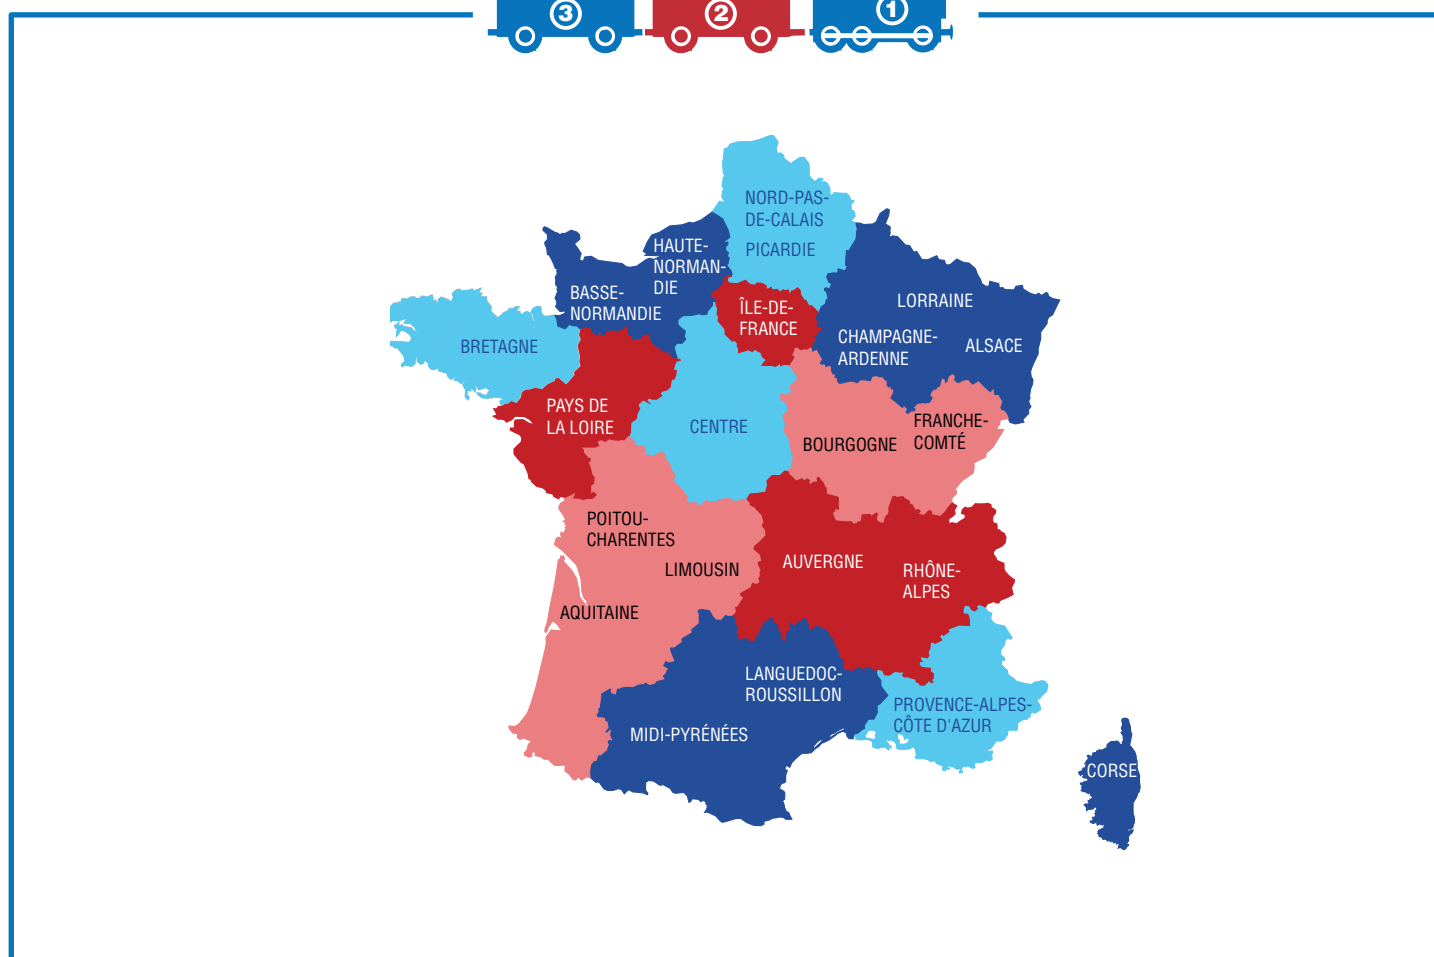 3 2 1
NORD-PAS-
DE-CALAIS
PICARDIE
HAUTE-
NORMAN-
DIE
BASSE-
NORMANDIE
ÎLE-DE-
FRANCE
LORRAINE
CHAMPAGNE-
ARDENNE
ALSACE
BRETAGNE
PAYS DE
LA LOIRE
CENTRE
BOURGOGNE
FRANCHE-
COMTÉ
POITOU-
CHARENTES
LIMOUSIN
AUVERGNE
RHÔNE-
ALPES
AQUITAINE
LANGUEDOC-
ROUSSILLON
MIDI-PYRÉNÉES
PROVENCE-ALPES-
CÔTE D'AZUR
CORSE